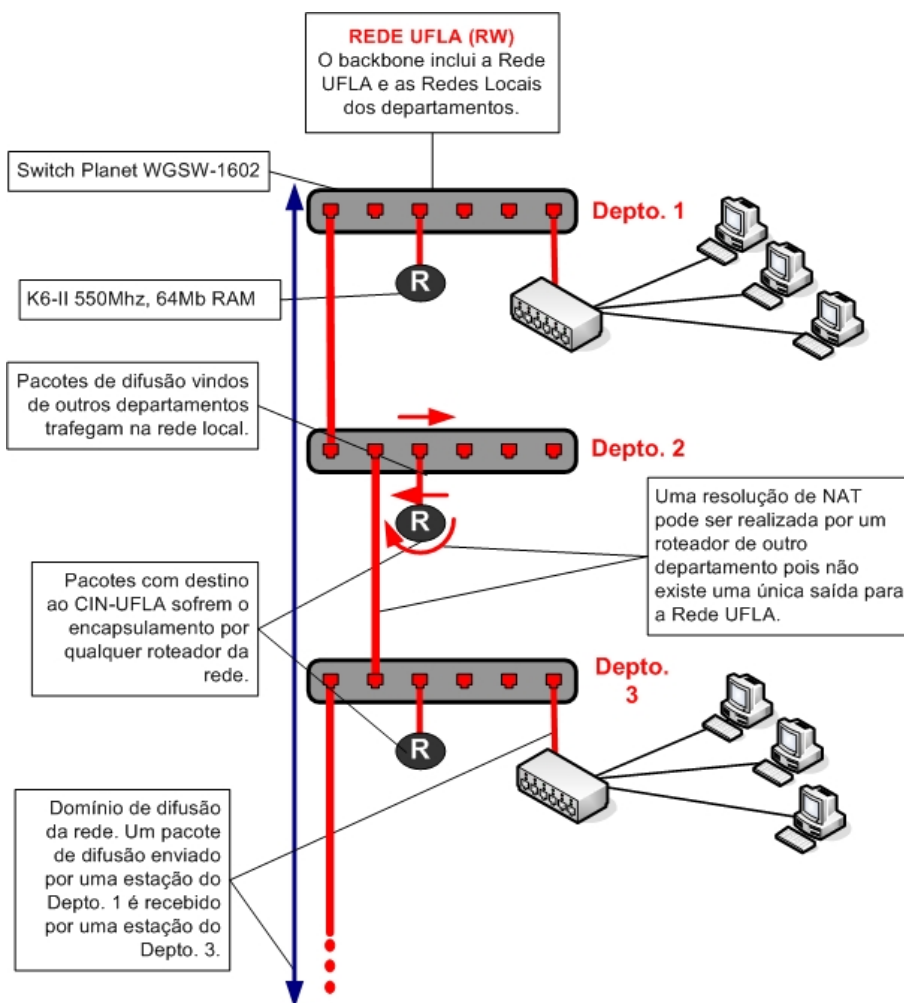 REDE UFLA (RW)
O backbone inclui a Rede
UFLA e as Redes Locais
dos departamentos.
Switch Planet WGSW-1602
Depto. 1
R
K6-II 550Mhz, 64Mb RAM
Pacotes de difusão vindos
de outros departamentos
trafegam na rede local.
Depto. 2
R
Uma resolução de NAT
pode ser realizada por um
roteador de outro
departamento pois não
existe uma única saída para
a Rede UFLA.
Pacotes com destino
ao CIN-UFLA sofrem o
encapsulamento por
qualquer roteador da
rede.
Depto.
3
R
Domínio de difusão
da rede. Um pacote
de difusão enviado
por uma estação do
Depto. 1 é recebido
por uma estação do
Depto. 3.